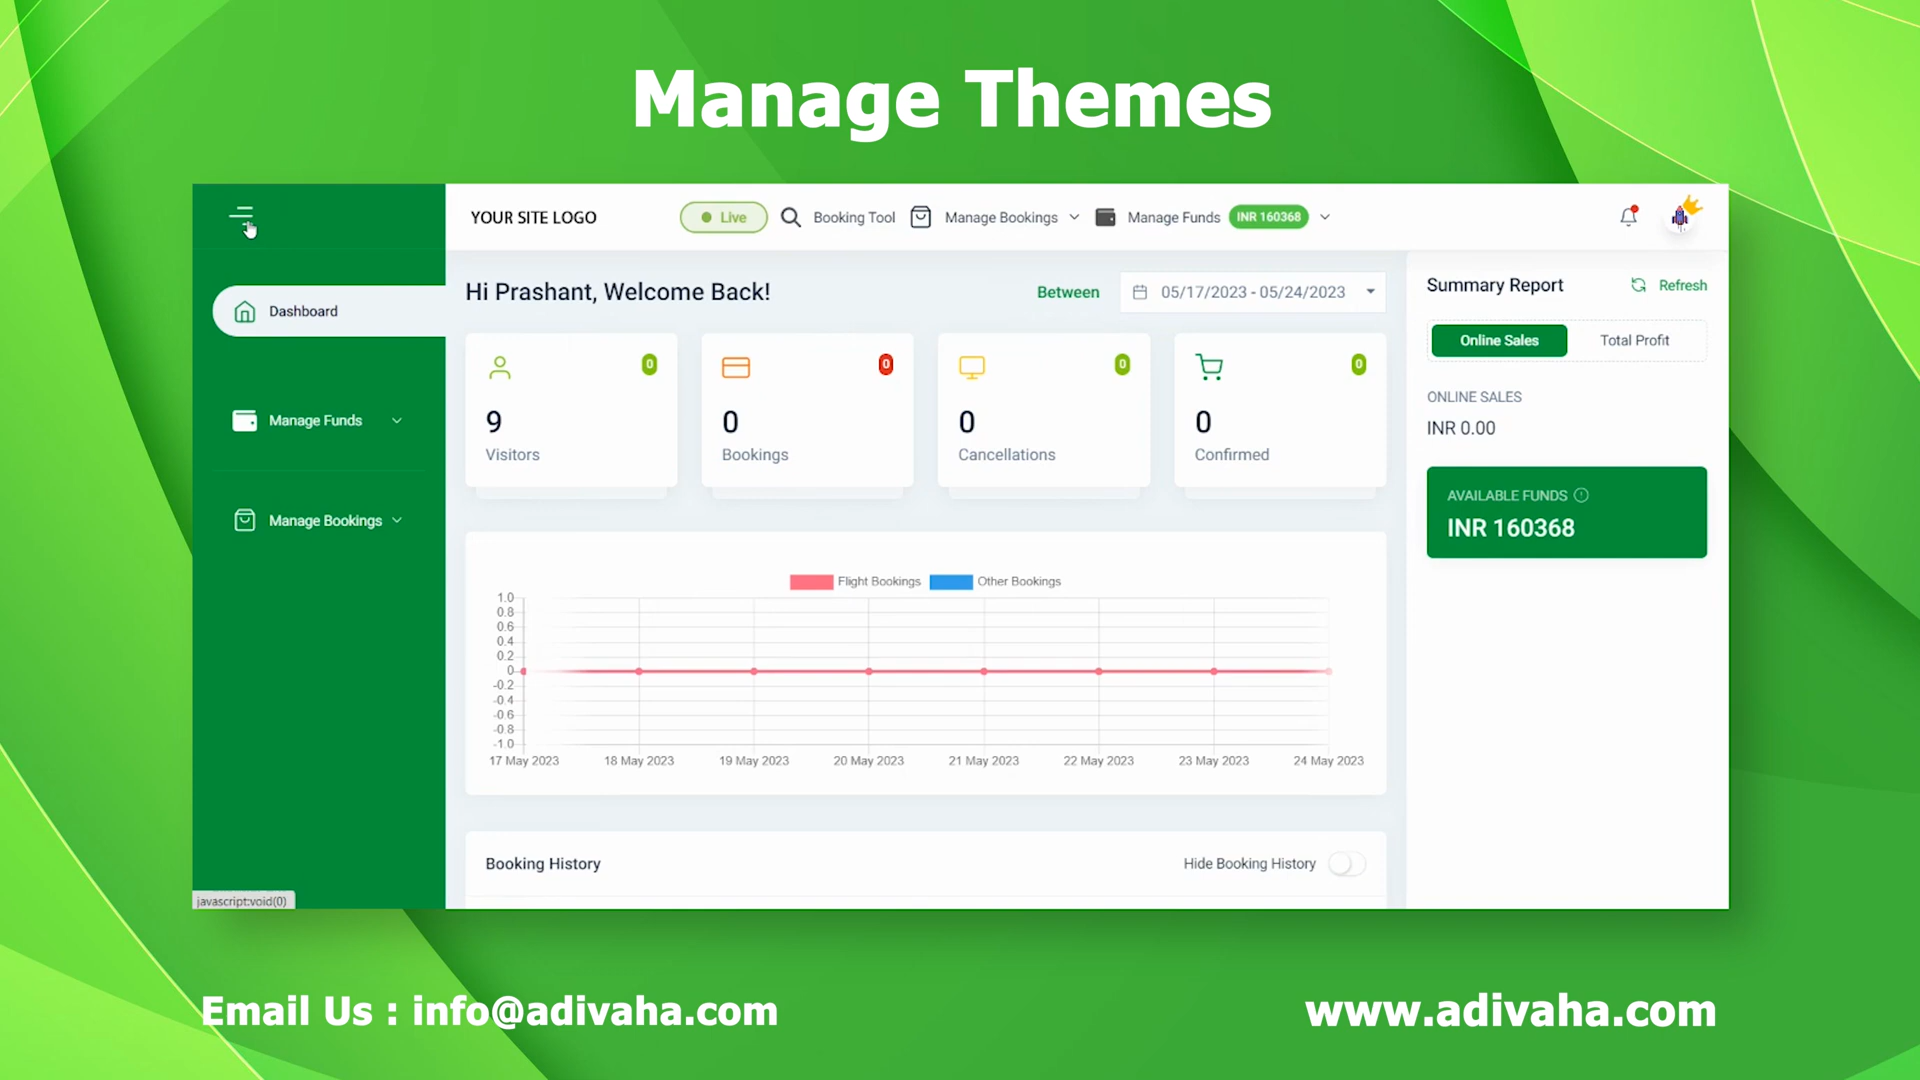 Manage Themes
YOUR SITE LOGO
Live
Booking Tool
Manage Bookings
Manage Funds
INR 160368
Dashboard
Manage Funds
Manage Bookings
javascript:void(0)
Hi Prashant, Welcome Back!
Between
05/17/2023 - 05/24/2023
0
9
Visitors
0
0
Bookings
0
0
Cancellations
0
0
Confirmed
Flight Bookings
Other Bookings
1.0
0.8
0.6
0.4
0.2
0
-0.2
-0.4
-0.6
-0.8
-1.0
17 May 2023
18 May 2023
19 May 2023
20 May 2023
21 May 2023
22 May 2023
23 May 2023
24 May 2023
Booking History
Hide Booking History
Summary Report
Refresh
Online Sales
Total Profit
ONLINE SALES
INR 0.00
AVAILABLE FUNDS
INR 160368
Email Us : info@adivaha.com
www.adivaha.com